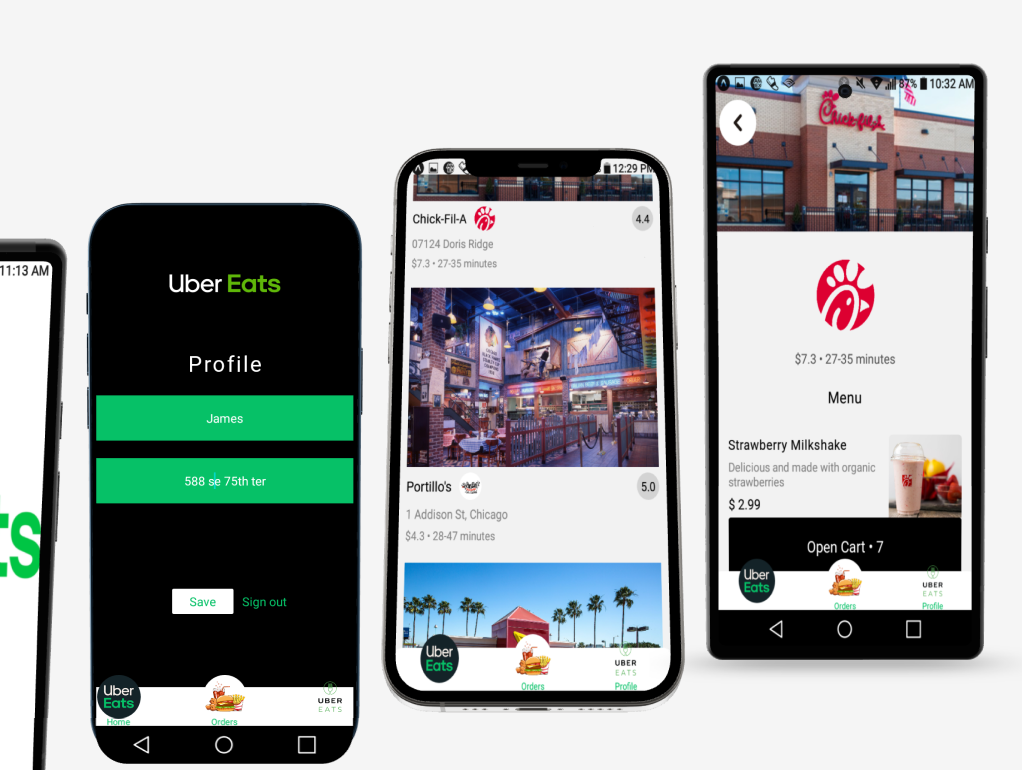 11:13 AM
ts
Uber Eats
Profile
James
588 se 75th ter
Save
Sign out
Uber
Eats
Home
Orders
UBER
EATS
12:29 PM
Chick-Fil-A
4.4
07124 Doris Ridge
$7.3 • 27-35 minutes
Portillo's
5.0
1 Addison St, Chicago
$4.3 • 28-47 minutes
Uber
Eats
Orders
UBER
EATS
Profile
87%
10:32 AM
Chick-fil-A
$7.3 • 27-35 minutes
Menu
Strawberry Milkshake
Delicious and made with organic
strawberries
$ 2.99
Open Cart • 7
Uber
Eats
Orders
UBER
EATS
Profile